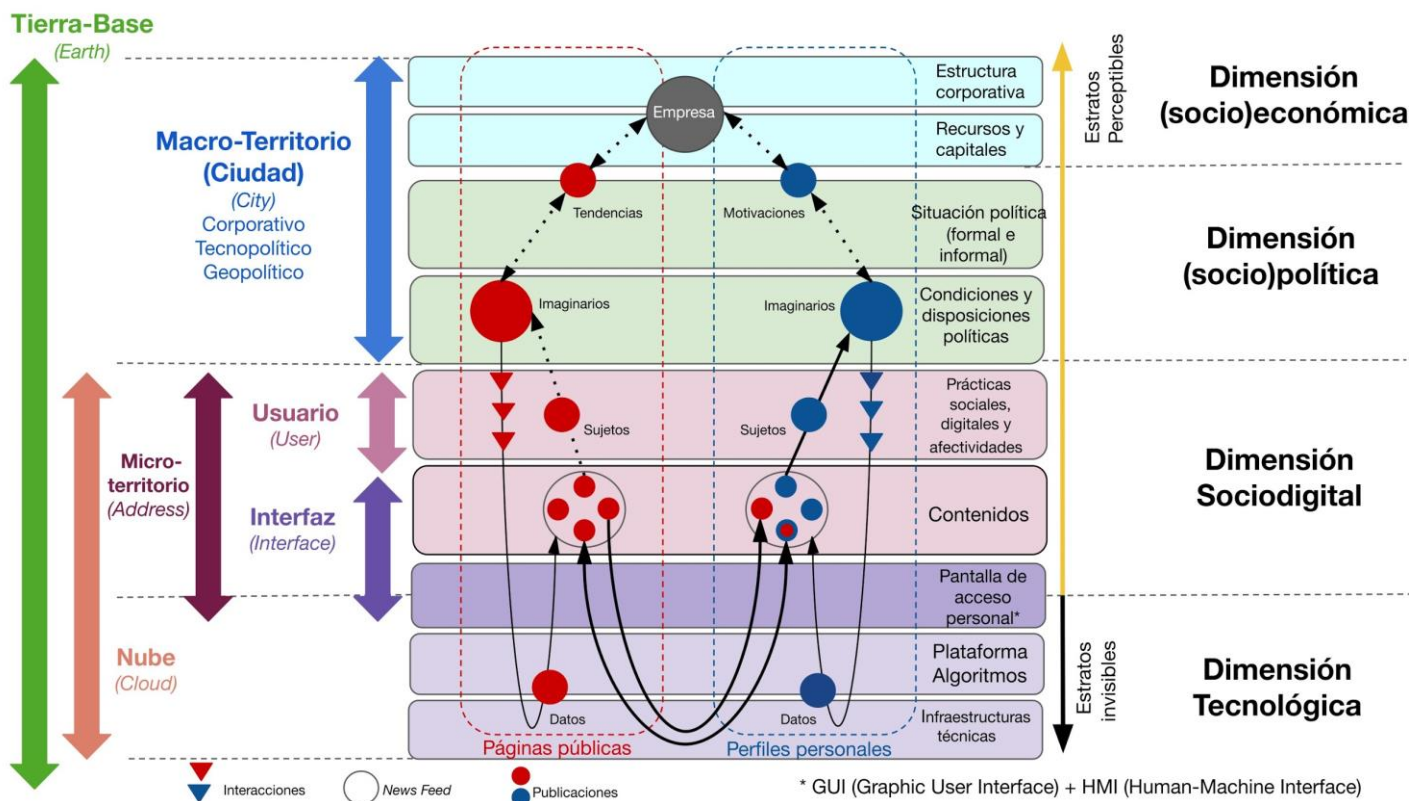 Tierra-Base
(Earth)
Macro-Territorio
(Ciudad)
(City)
Corporativo
Tecnopolítico
Geopolítico
Usuario
(User)
Micro-
territorio
(Address)
Interfaz
(Interface)
Nube
(Cloud)
Empresa
Tendencias
Motivaciones
Imaginarios
Imaginarios
Sujetos
Sujetos
Datos
Datos
Páginas públicas
Perfiles personales
Estructura
corporativa
Recursos y
capitales
Situación política
(formal e
informal)
Condiciones y
disposiciones
políticas
Prácticas
sociales,
digitales y
afectividades
Contenidos
Pantalla de
acceso
personal*
Plataforma
Algoritmos
Infraestructuras
técnicas
Estratos
Perceptibles
Estratos
invisibles
Dimensión
(socio)económica
Dimensión
(socio)política
Dimensión
Sociodigital
Dimensión
Tecnológica
Interacciones
News Feed
Publicaciones
* GUI (Graphic User Interface) + HMI (Human-Machine Interface)